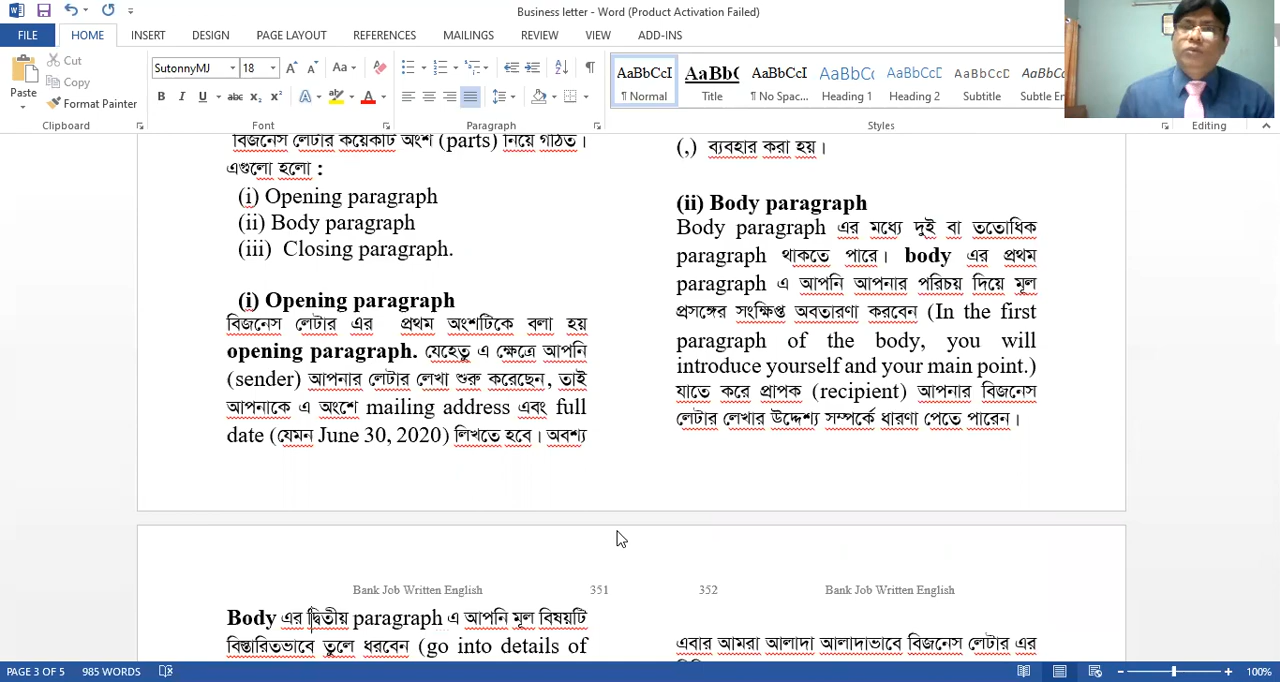 Business letter - Word (Product Activation Failed)
FILE HOME INSERT DESIGN PAGE LAYOUT REFERENCES MAILINGS REVIEW VIEW ADD-INS
Cut
Copy
Format Painter
Paste
SutonnyMJ 18
AaBbCcI AaBb( AaBbCcI AaBbC AaBbCcI AaBbCcI AaBbCcI
¶ Normal Title ¶ No Spac... Heading 1 Heading 2 Subtitle Subtle Em
Clipboard Font Paragraph Styles Editing
বিজনেস লেটার কয়েকটি অংশ (parts) নিয়ে গঠিত।
এগুলো হলো :
(i) Opening paragraph
(ii) Body paragraph
(iii) Closing paragraph.
(i) Opening paragraph
বিজনেস লেটার এর প্রথম অংশটিকে বলা হয়
opening paragraph. যেহেতু এ ক্ষেত্রে আপনি
(sender) আপনার লেটার লেখা শুরু করেছেন, তাই
আপনাকে এ অংশে mailing address এবং full
date (যেমন June 30, 2020) লিখতে হবে। অবশ্য
(,) ব্যবহার করা হয়।
(ii) Body paragraph
Body paragraph এর মধ্যে দুই বা ততোধিক
paragraph থাকতে পারে। body এর প্রথম
paragraph এ আপনি আপনার পরিচয় দিয়ে মূল
প্রসঙ্গের সংক্ষিপ্ত অবতারণা করবেন (In the first
paragraph of the body, you will
introduce yourself and your main point.)
যাতে করে প্রাপক (recipient) আপনার বিজনেস
লেটার লেখার উদ্দেশ্য সম্পর্কে ধারণা পেতে পারেন।
Bank Job Written English 351
352 Bank Job Written English
Body এর দ্বিতীয় paragraph এ আপনি মূল বিষয়টি
বিস্তারিতভাবে তুলে ধরবেন (go into details of
এবার আমরা আলাদা আলাদাভাবে বিজনেস লেটার এর
PAGE 3 OF 5 985 WORDS 100%